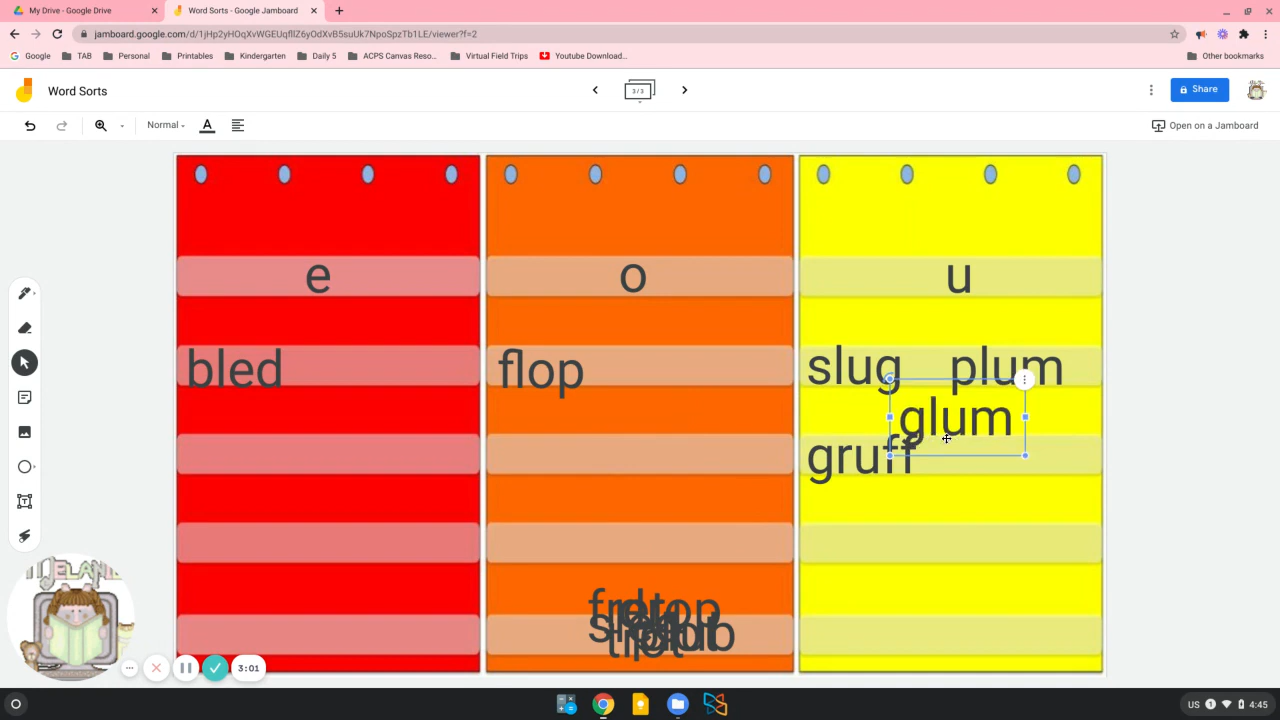 My Drive - Google Drive
Word Sorts - Google Jamboard
jamboard.google.com/d/1jHp2yHOqXvWGEUqfllZ6yOdXvB5suUk7NpoSpzTb1LE/viewer?f=2
Google TAB Personal Printables Kindergarten Daily 5 ACPS Canvas Reso... Virtual Field Trips YouTube Download... Other bookmarks
Word Sorts
3 / 3
Share
Normal
Open on a Jamboard
e o u
bled flop slug plum
glum
gruff
3:01
US 1 4:45